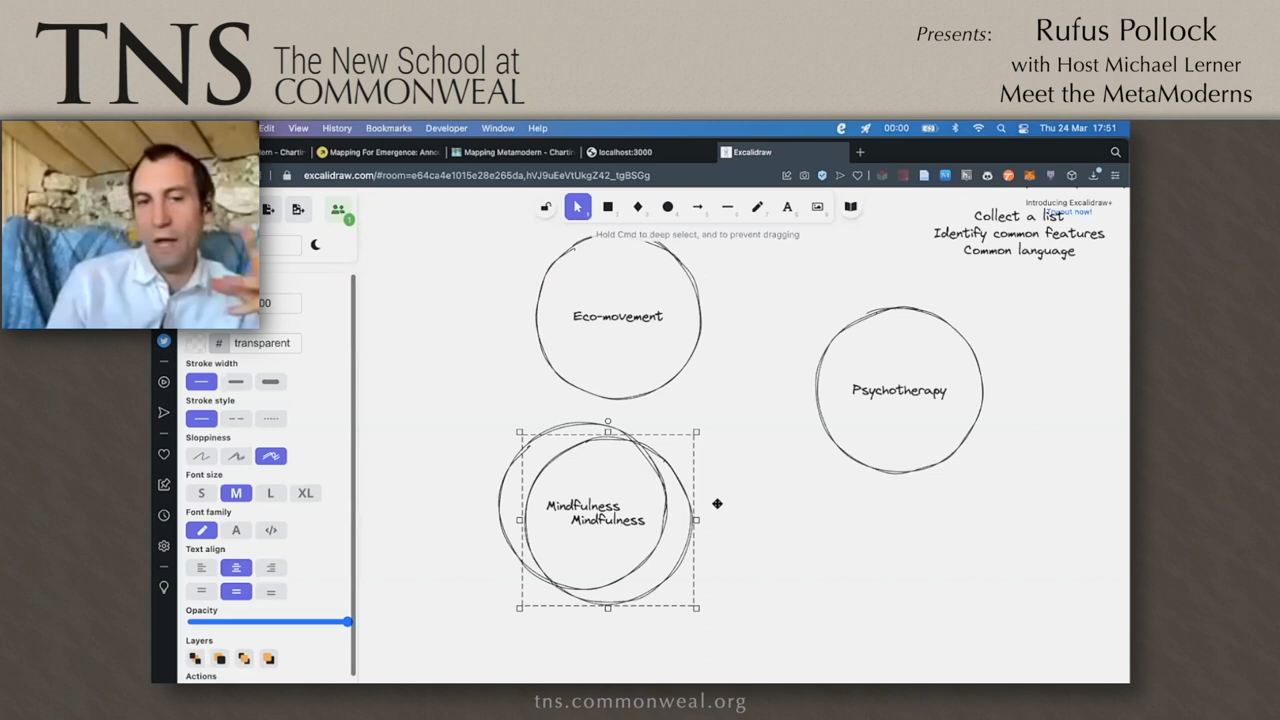 TNS The New School at
COMMONWEAL
Presents: Rufus Pollock
with Host Michael Lerner
Meet the MetaModerns
Edit View History Bookmarks Developer Window Help
00:00
Thu 24 Mar 17:51
Mapping For Emergence: Anno
Mapping Metamodern - Chartin
localhost:3000
Excalidraw
excalidraw.com/#room=e64ca4e1015e28e265da,hVJ9uEeVtUkgZ42_tgBSGg
Introducing Excalidraw+
Hold Cmd to deep select, and to prevent dragging
Collect a list
Identify common features
Common language
Eco-movement
Psychotherapy
Mindfulness
Mindfulness
1
00
# transparent
Stroke width
Stroke style
Sloppiness
Font size
S M L XL
Font family
A </>
Text align
Opacity
Layers
Actions
tns.commonweal.org